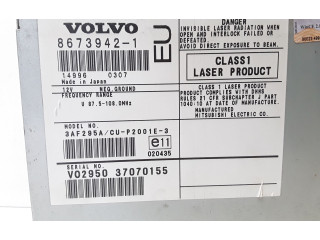 VOLVO
8673942-1
14996 0307
Made in Japan
12V NEG.GROUND
FREQUENCY RANGE
U 87.5-108.0MHz
EU
DANGER
INVISIBLE LASER RADIATION WHEN
OPEN AND INTERLOCK FAILED OR DEFEATED.
AVOID DIRECT EXPOSURE TO BEAM
CLASS1
LASER PRODUCT
CLASS 1 LASER PRODUCT
PRODUCT COMPLIES WITH DHHS
RULES 21 CFR SUBCHAPTER J PART
1040:10 AT DATE OF MANUFACTURE
MANUFACTURED
MITSUBISHI ELECTRIC CO
MODEL NO.
3AF295A/CU-P2001E-3
e11
020435
SERIAL NO.
VO2950 37070155